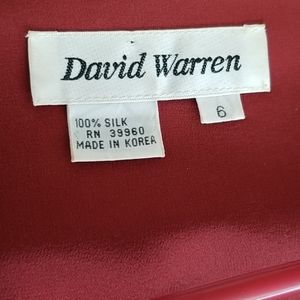 David Warren
6
100% SILK
RN 39960
MADE IN KOREA